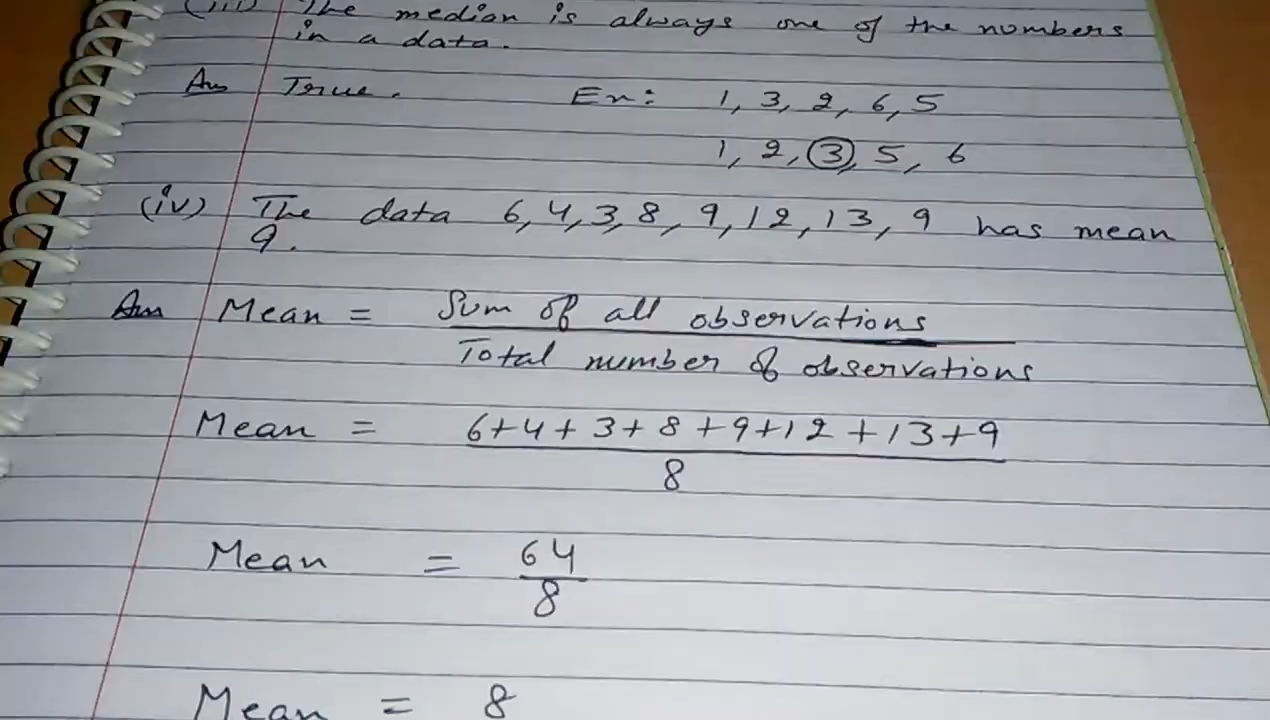 (iii) The median is always one of the numbers
in a data.
Ans True. Ex: 1, 3, 2, 6, 5
1, 2, 3, 5, 6
(iv) The data 6, 4, 3, 8, 9, 12, 13, 9 has mean
9.
Ans Mean = Sum of all observations
Total number of observations
Mean = 6+4+3+8+9+12+13+9
8
Mean = 64
8
Mean = 8